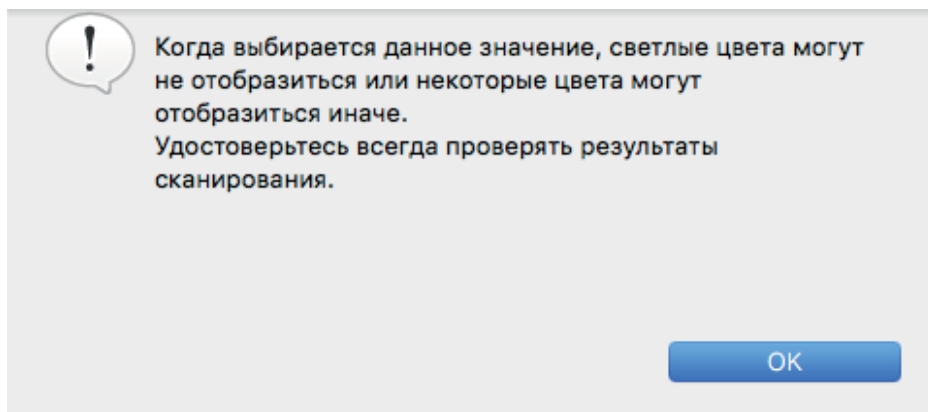 !
Когда выбирается данное значение, светлые цвета могут
не отобразиться или некоторые цвета могут
отобразиться иначе.
Удостоверьтесь всегда проверять результаты
сканирования.
OK